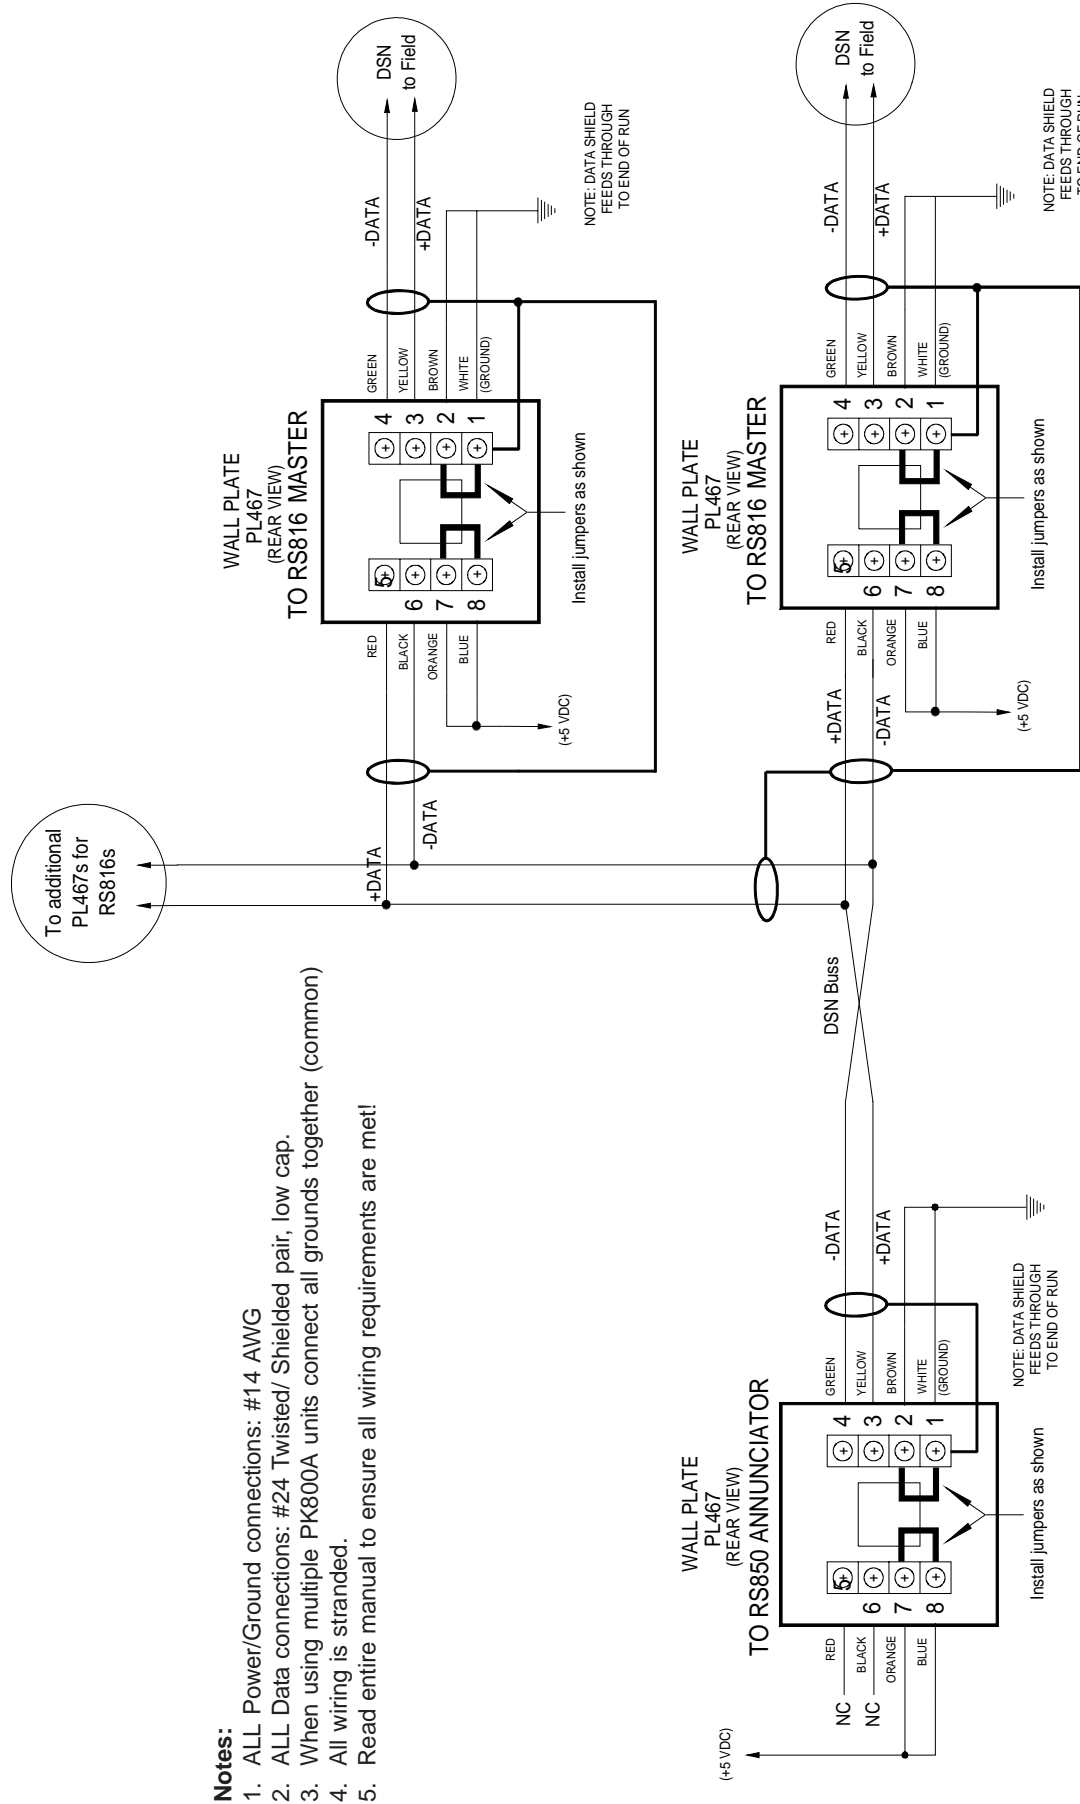 Notes:
1. ALL Power/Ground connections: #14 AWG
2. ALL Data connections: #24 Twisted/ Shielded pair, low cap.
3. When using multiple PK800A units connect all grounds together (common)
4. All wiring is stranded.
5. Read entire manual to ensure all wiring requirements are met!
To additional
PL467s for
RS816s
WALL PLATE
PL467
(REAR VIEW)
TO RS816 MASTER
RED
BLACK
ORANGE
BLUE
5
6
7
8
4
3
2
1
GREEN
YELLOW
BROWN
WHITE
(GROUND)
+DATA
-DATA
-DATA
+DATA
(+5 VDC)
Install jumpers as shown
DSN
to Field
NOTE: DATA SHIELD
FEEDS THROUGH
TO END OF RUN
WALL PLATE
PL467
(REAR VIEW)
TO RS850 ANNUNCIATOR
(+5 VDC)
NC
NC
RED
BLACK
ORANGE
BLUE
5
6
7
8
4
3
2
1
GREEN
YELLOW
BROWN
WHITE
(GROUND)
-DATA
+DATA
Install jumpers as shown
NOTE: DATA SHIELD
FEEDS THROUGH
TO END OF RUN
DSN Buss
WALL PLATE
PL467
(REAR VIEW)
TO RS816 MASTER
+DATA
-DATA
RED
BLACK
ORANGE
BLUE
5
6
7
8
4
3
2
1
GREEN
YELLOW
BROWN
WHITE
(GROUND)
-DATA
+DATA
(+5 VDC)
Install jumpers as shown
DSN
to Field
NOTE: DATA SHIELD
FEEDS THROUGH
TO END OF RUN